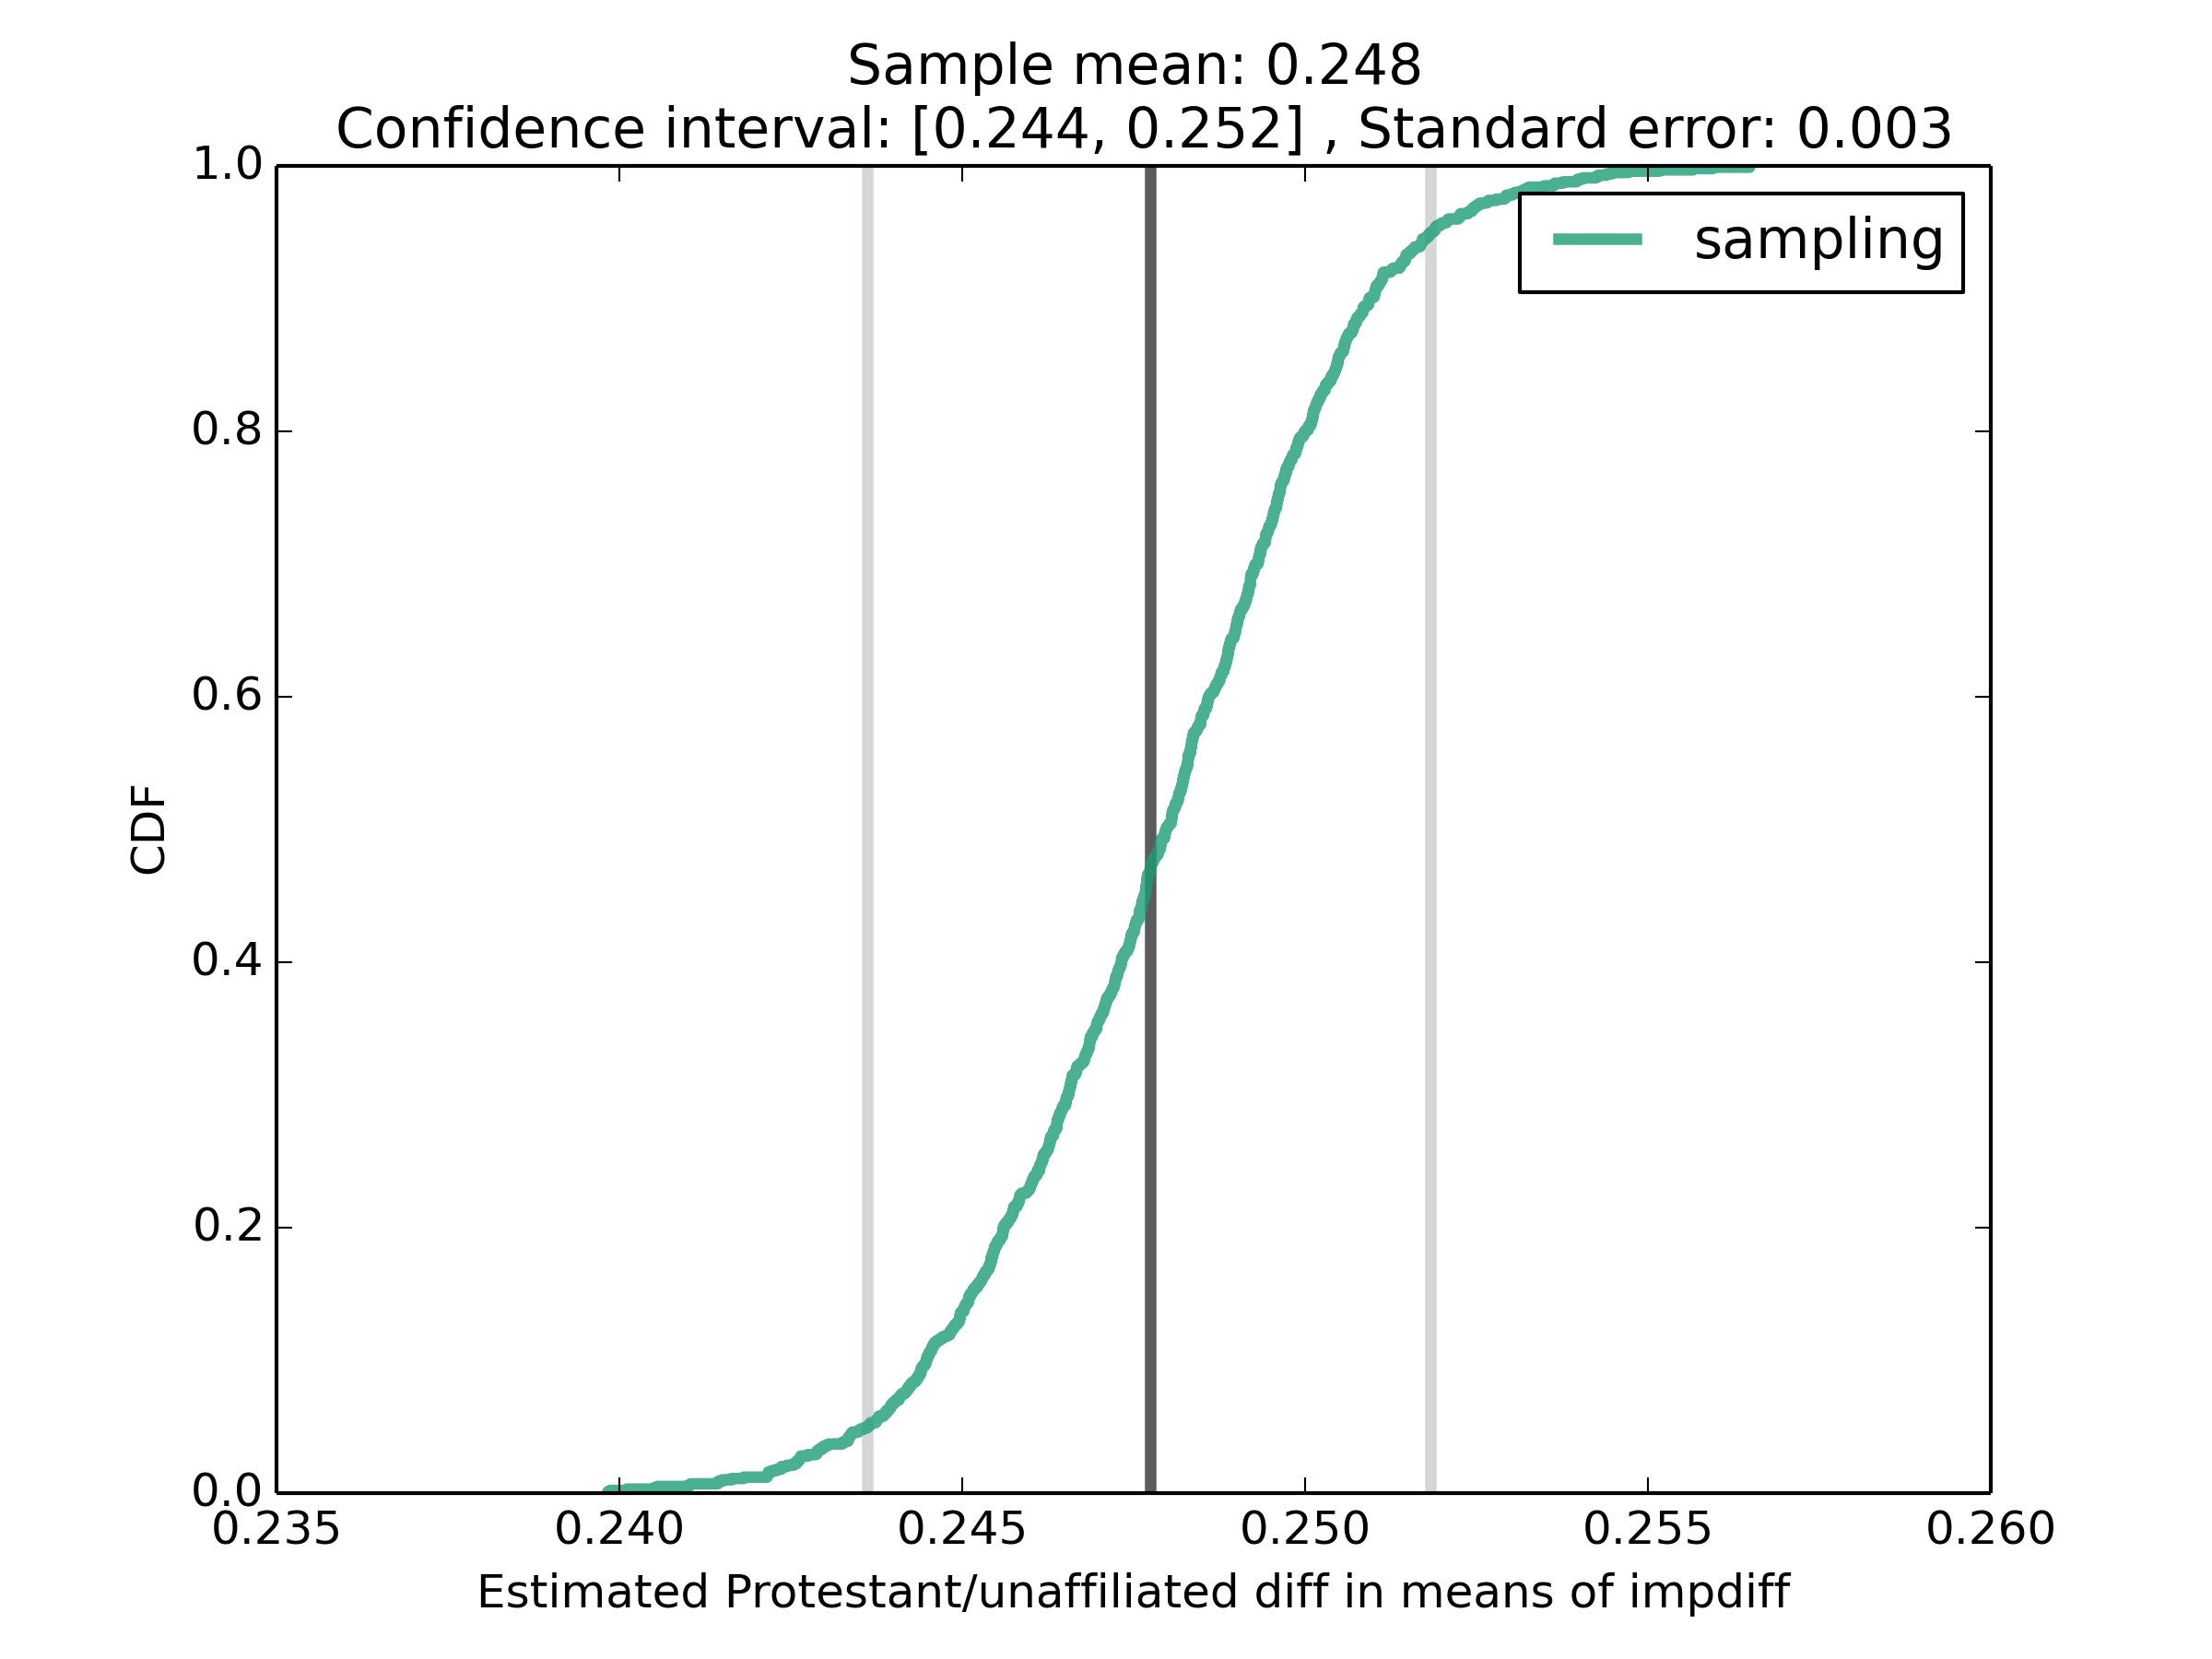 Sample mean: 0.248
Confidence interval: [0.244, 0.252] , Standard error: 0.003
1.0
0.8
0.6
0.4
0.2
0.0
CDF
sampling
0.235 0.240 0.245 0.250 0.255 0.260
Estimated Protestant/unaffiliated diff in means of impdiff